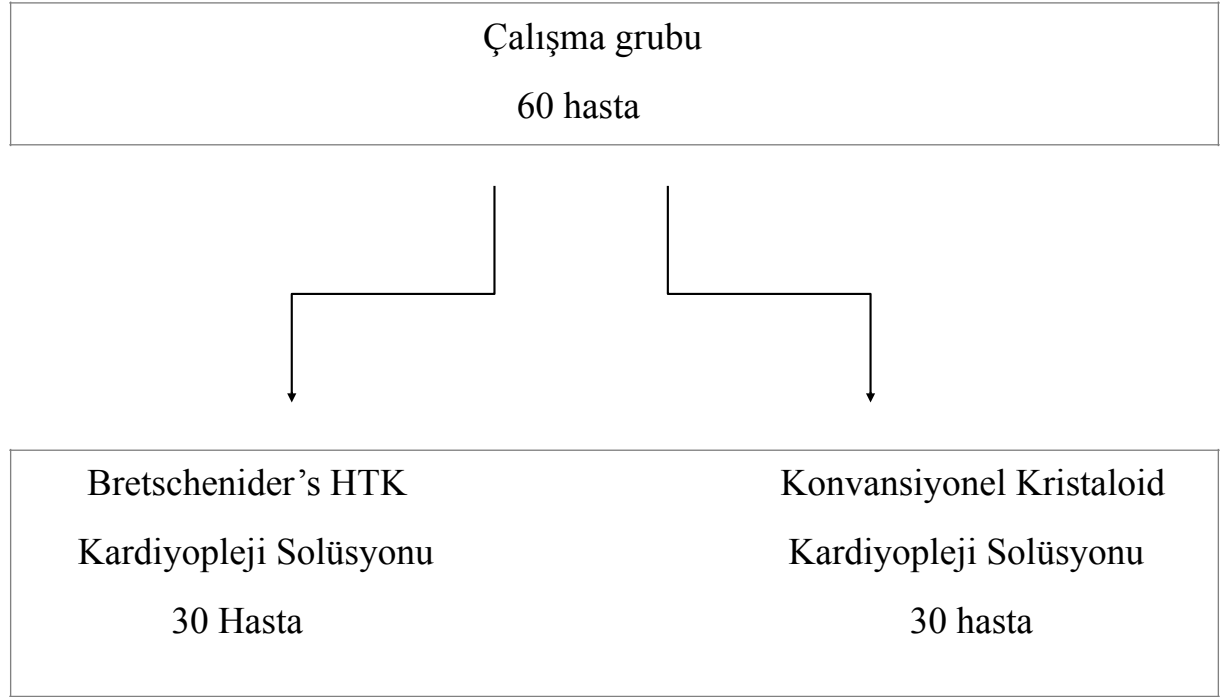 Çalışma grubu
60 hasta
Bretschenider’s HTK
Kardiyopleji Solüsyonu
30 Hasta
Konvansiyonel Kristaloid
Kardiyopleji Solüsyonu
30 hasta